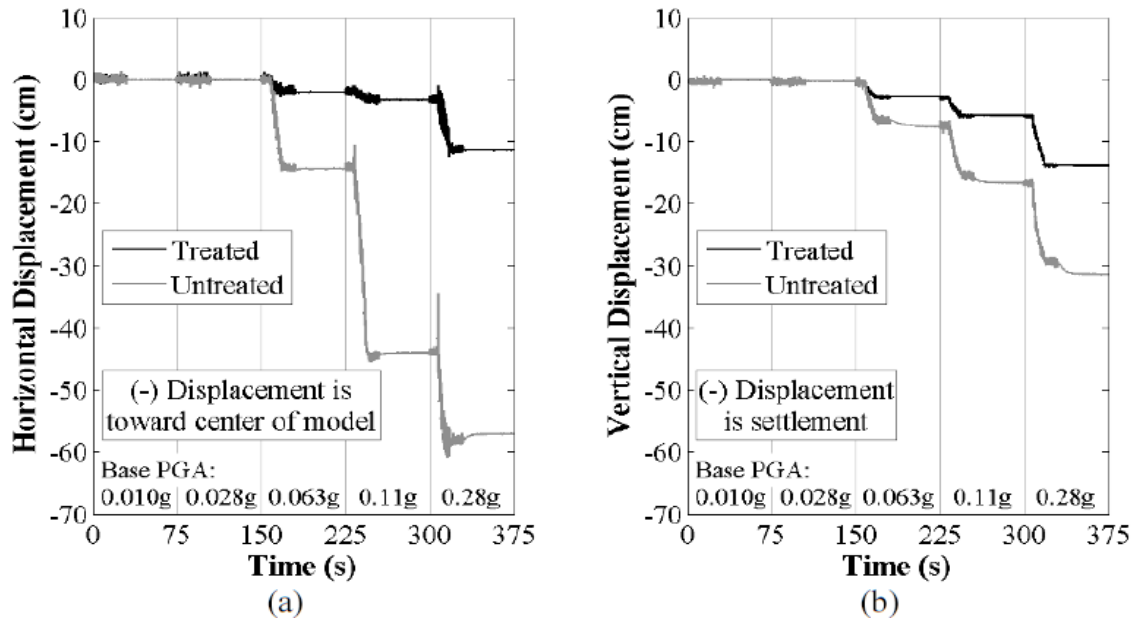 10
0
-10
-20
-30
-40
-50
-60
-70
Horizontal Displacement (cm)
Treated
Untreated
(-) Displacement is
toward center of model
Base PGA:
0.010g 0.028g 0.063g 0.11g 0.28g
0 75 150 225 300 375
Time (s)
(a)
10
0
-10
-20
-30
-40
-50
-60
-70
Vertical Displacement (cm)
Treated
Untreated
(-) Displacement
is settlement
Base PGA:
0.010g 0.028g 0.063g 0.11g 0.28g
0 75 150 225 300 375
Time (s)
(b)